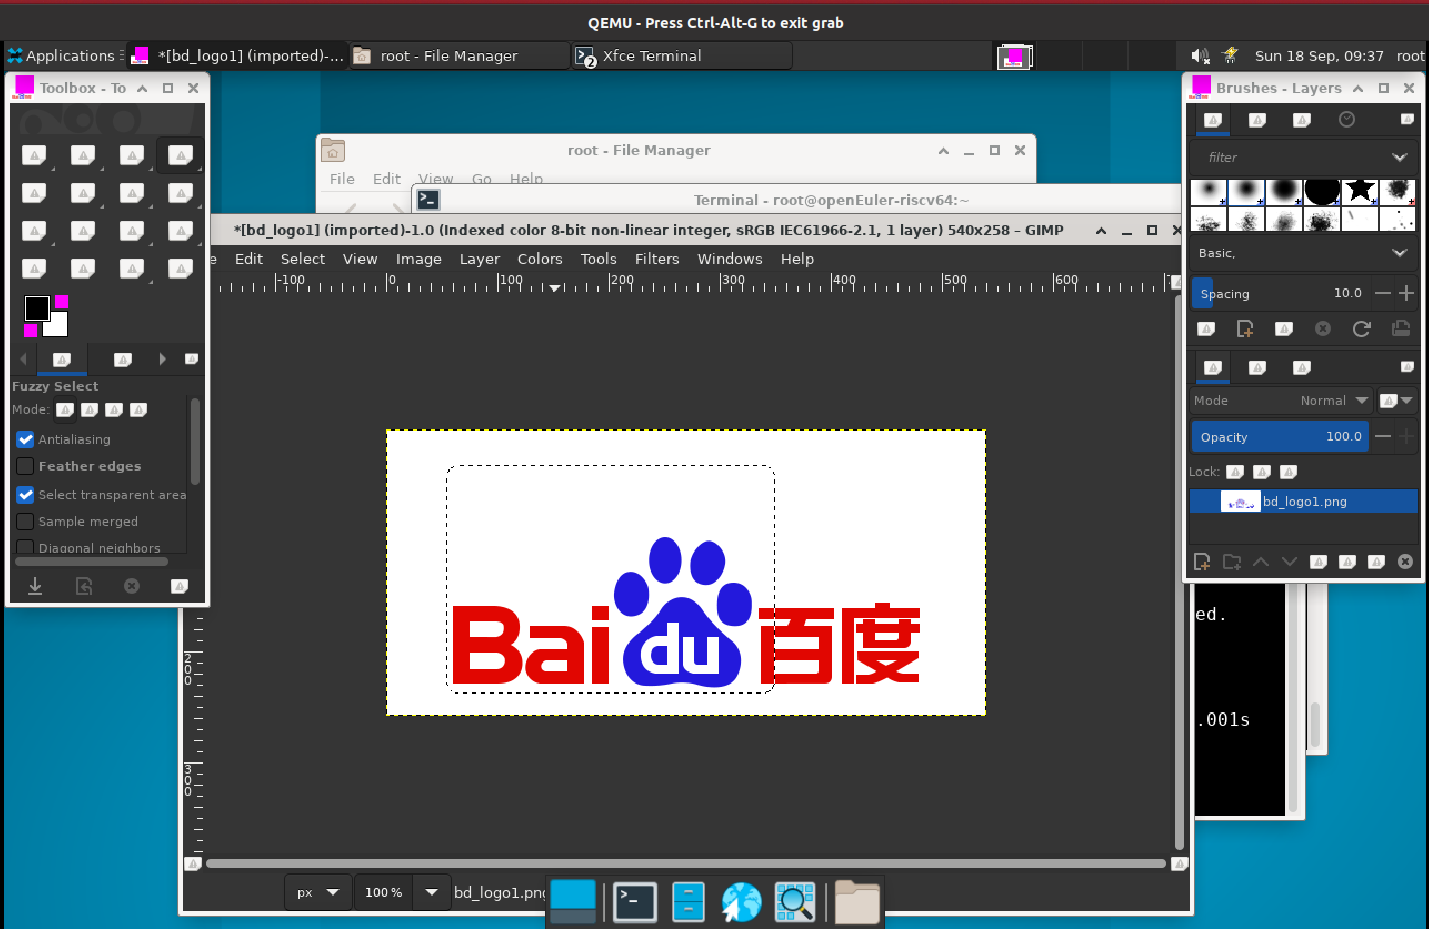 QEMU - Press Ctrl-Alt-G to exit grab
Applications
*[bd_logo1] (imported)-...
root - File Manager
Xfce Terminal
2
Sun 18 Sep, 09:37
root
Toolbox - To
Brushes - Layers
root - File Manager
File Edit View Go Help
Terminal - root@openEuler-riscv64:~
*[bd_logo1] (imported)-1.0 (Indexed color 8-bit non-linear integer, sRGB IEC61966-2.1, 1 layer) 540x258 – GIMP
e Edit Select View Image Layer Colors Tools Filters Windows Help
-100 0 100 200 300 400 500 600
filter
Basic,
Spacing 10.0
Fuzzy Select
Mode:
Antialiasing
Feather edges
Select transparent area
Sample merged
Diagonal neighbors
Mode Normal
Opacity 100.0
Lock:
bd_logo1.png
Bai du 百度
200
300
ed.
.001s
px 100 % bd_logo1.png